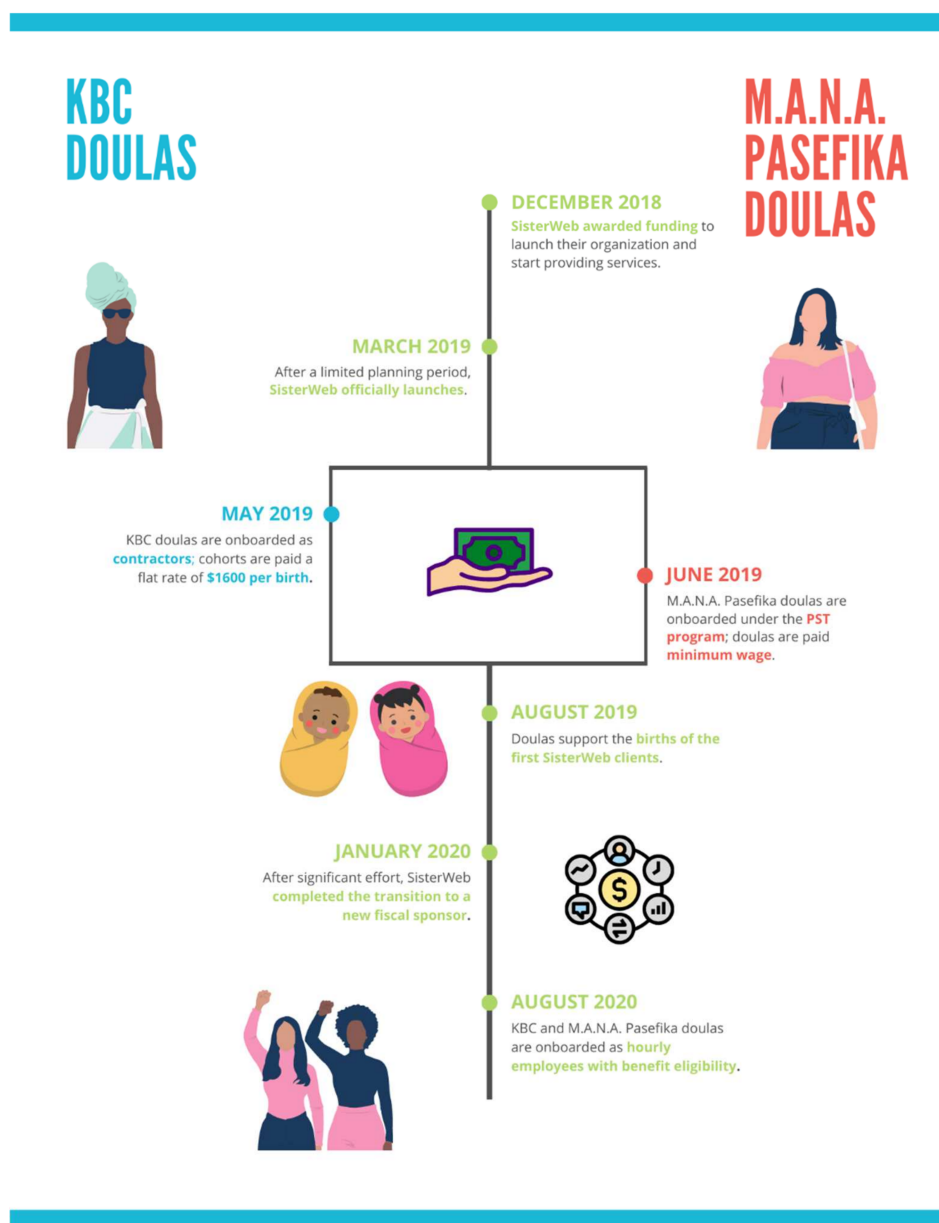 KBC
DOULAS
M.A.N.A.
PASEFIKA
DOULAS
DECEMBER 2018
SisterWeb awarded funding to
launch their organization and
start providing services.
MARCH 2019
After a limited planning period,
SisterWeb officially launches.
MAY 2019
KBC doulas are onboarded as
contractors; cohorts are paid a
flat rate of $1600 per birth.
JUNE 2019
M.A.N.A. Pasefika doulas are
onboarded under the PST
program; doulas are paid
minimum wage.
AUGUST 2019
Doulas support the births of the
first SisterWeb clients.
JANUARY 2020
After significant effort, SisterWeb
completed the transition to a
new fiscal sponsor.
$
AUGUST 2020
KBC and M.A.N.A. Pasefika doulas
are onboarded as hourly
employees with benefit eligibility.